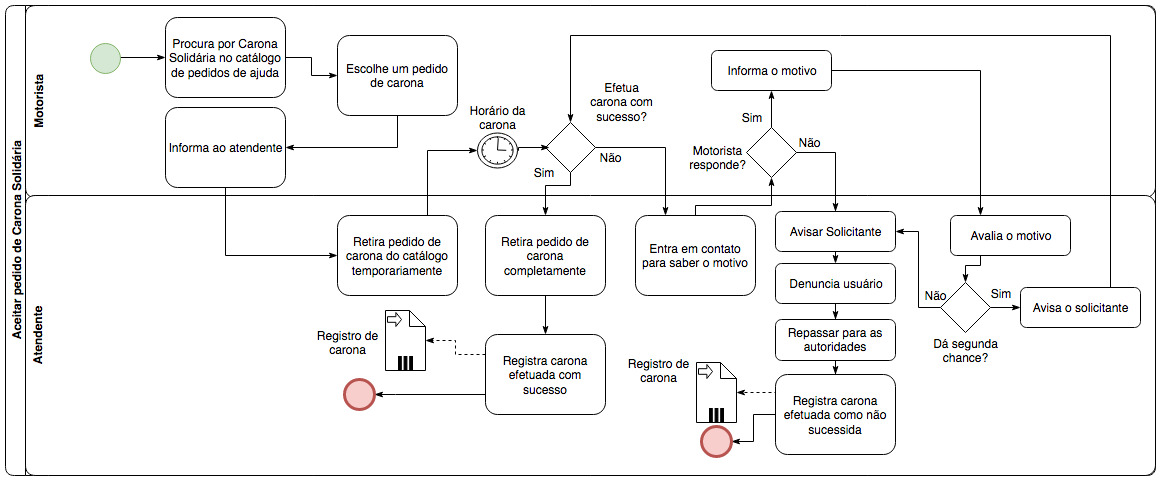 Aceitar pedido de Carona Solidária
Motorista
Procura por Carona
Solidária no catálogo
de pedidos de ajuda
Escolhe um pedido
de carona
Informa ao atendente
Horário da
carona
Efetua
carona com
sucesso?
Sim
Não
Informa o motivo
Sim
Motorista
responde?
Não
Atendente
Retira pedido de
carona do catálogo
temporariamente
Retira pedido de
carona
completamente
Entra em contato
para saber o motivo
Avisar Solicitante
Avalia o motivo
Denuncia usuário
Não
Sim
Avisa o solicitante
Dá segunda
chance?
Repassar para as
autoridades
Registro de
carona
Registra carona
efetuada com
sucesso
Registro de
carona
Registra carona
efetuada como não
sucessida